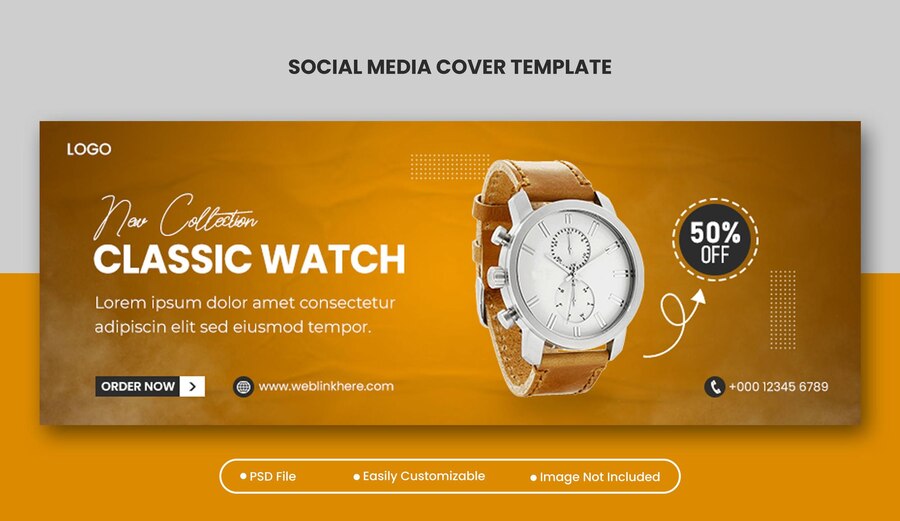 SOCIAL MEDIA COVER TEMPLATE
LOGO
New Collection
CLASSIC WATCH
Lorem ipsum dolor amet consectetur
adipiscin elit sed eiusmod tempor.
50%
OFF
ORDER NOW
www.weblinkhere.com
+000 12345 6789
PSD File
Easily Customizable
Image Not Included